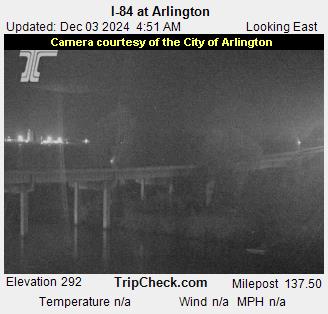 I-84 at Arlington
Updated: Dec 03 2024 4:51 AM Looking East
Camera courtesy of the City of Arlington
Elevation 292 TripCheck.com Milepost 137.50
Temperature n/a Wind n/a MPH n/a